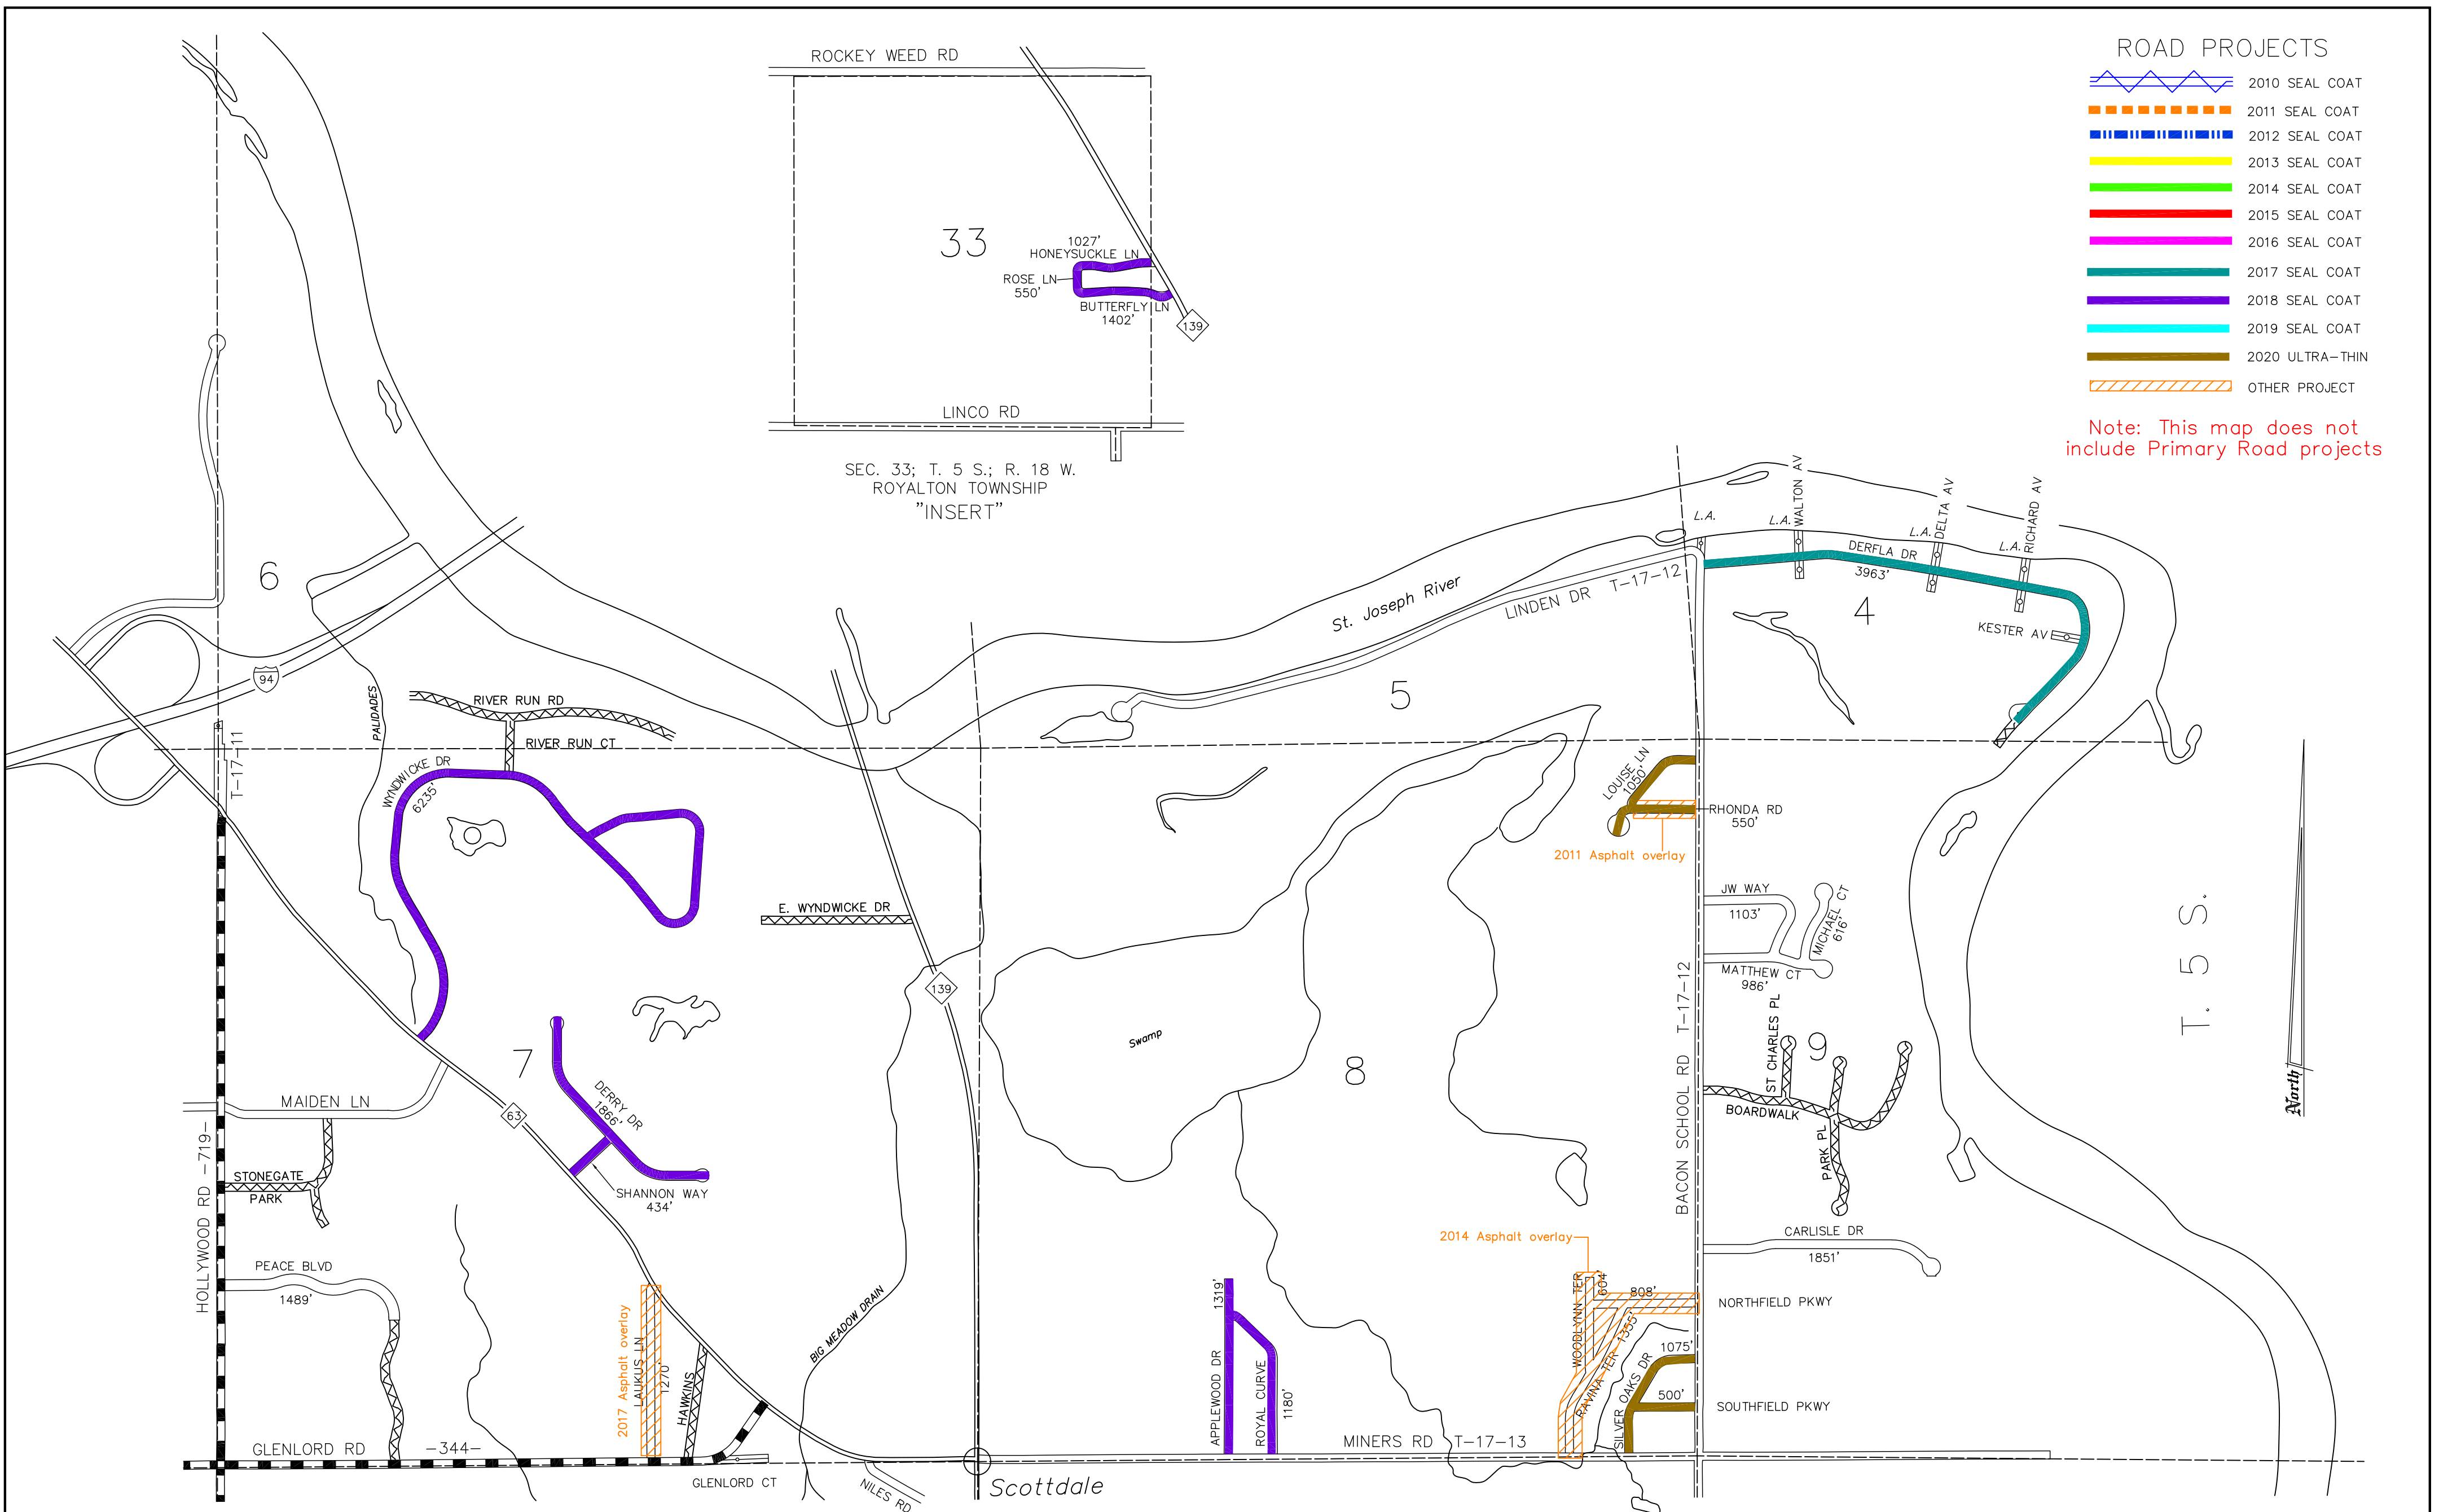 ROCKEY WEED RD
33
1027'
HONEYSUCKLE LN
ROSE LN
550'
BUTTERFLY LN
1402'
139
LINCO RD
SEC. 33; T. 5 S.; R. 18 W.
ROYALTON TOWNSHIP
"INSERT"
ROAD PROJECTS
2010 SEAL COAT
2011 SEAL COAT
2012 SEAL COAT
2013 SEAL COAT
2014 SEAL COAT
2015 SEAL COAT
2016 SEAL COAT
2017 SEAL COAT
2018 SEAL COAT
2019 SEAL COAT
2020 ULTRA-THIN
OTHER PROJECT
Note: This map does not
include Primary Road projects
6
94
T-17-11
PALIDADES
RIVER RUN RD
RIVER RUN CT
WYNDWICKE DR
6235'
E. WYNDWICKE DR
139
St. Joseph River
LINDEN DR T-17-12
5
L.A.
L.A.
WALTON AV
L.A.
DELTA AV
L.A.
RICHARD AV
DERFLA DR
3963'
4
KESTER AV
LOUISE LN
1050'
RHONDA RD
550'
2011 Asphalt overlay
JW WAY
1103'
MICHAEL CT
616'
MATTHEW CT
986'
BACON SCHOOL RD T-17-12
ST CHARLES PL
9
BOARDWALK
PARK PL
T. 5 S.
North
Swamp
8
7
MAIDEN LN
63
DERRY DR
1866'
SHANNON WAY
434'
HOLLYWOOD RD -719-
STONEGATE
PARK
PEACE BLVD
1489'
2017 Asphalt overlay
LAUKUS LN
1270'
HAWKINS
BIG MEADOW DRAIN
GLENLORD RD -344-
GLENLORD CT
NILES RD
Scottdale
APPLEWOOD DR 1319'
ROYAL CURVE
1180'
MINERS RD T-17-13
2014 Asphalt overlay
WOODLYNN TER
604'
808'
RAVINA TER 1355'
NORTHFIELD PKWY
SILVER OAKS DR
1075'
500'
SOUTHFIELD PKWY
CARLISLE DR
1851'